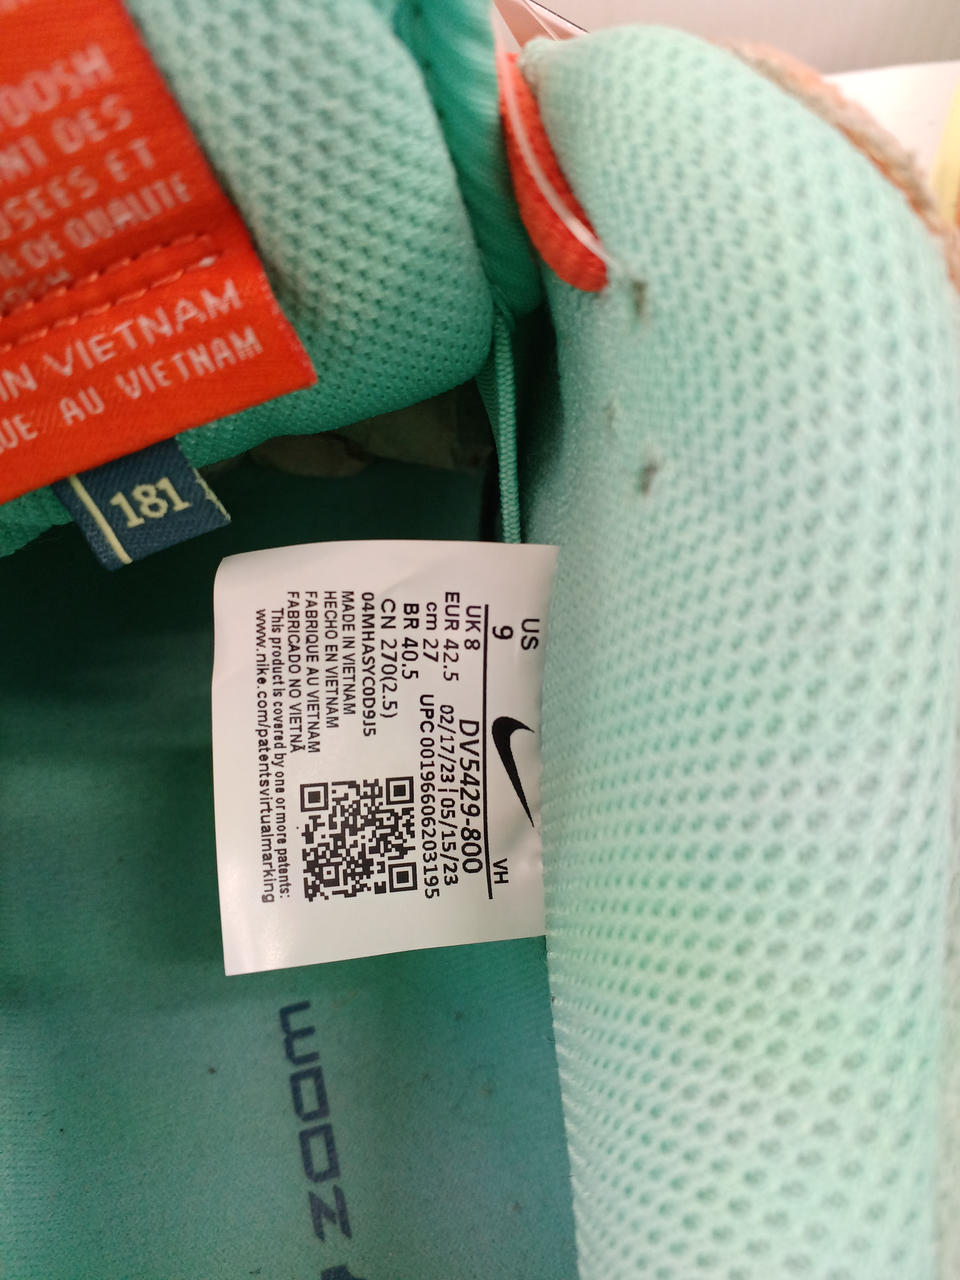 OOSH
NT DES
USEES ET
DE QUALITE
IN VIETNAM
UE AU VIETNAM
181
US
9
VH
UK 8
DV5429-800
EUR 42.5
02/17/23 | 05/15/23
cm 27
UPC 00196606203195
BR 40.5
CN 270(2.5)
04MHASYC0D9J5
MADE IN VIETNAM
HECHO EN VIETNAM
FABRIQUE AU VIETNAM
FABRICADO NO VIETNÃ
This product is covered by one or more patents:
www.nike.com/patentsvirtualmarking
ZOOM